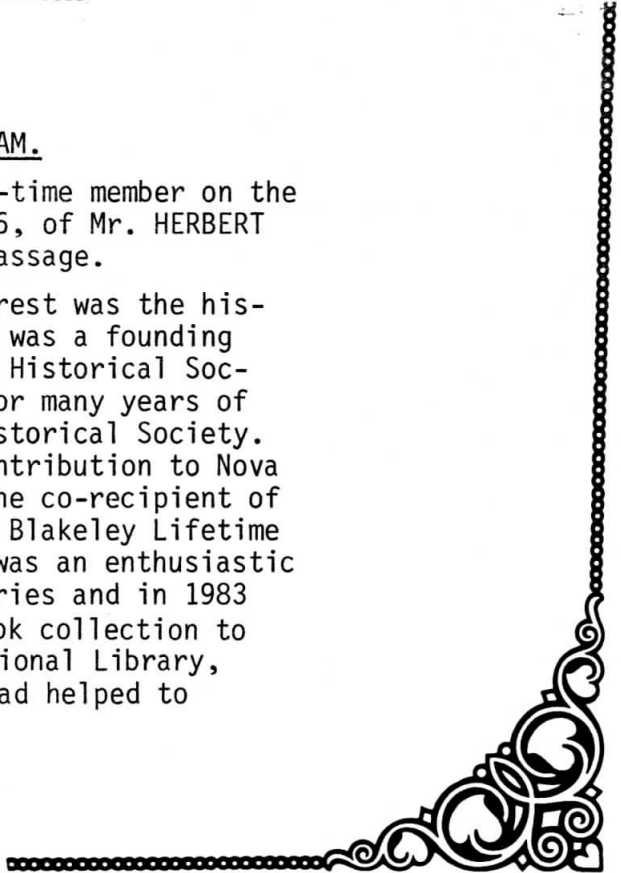 AM.
-time member on the
6, of Mr. HERBERT
assage.
rest was the his-
was a founding
Historical Soc-
or many years of
storical Society.
ntribution to Nova
he co-recipient of
Blakeley Lifetime
was an enthusiastic
ries and in 1983
ok collection to
ional Library,
ad helped to